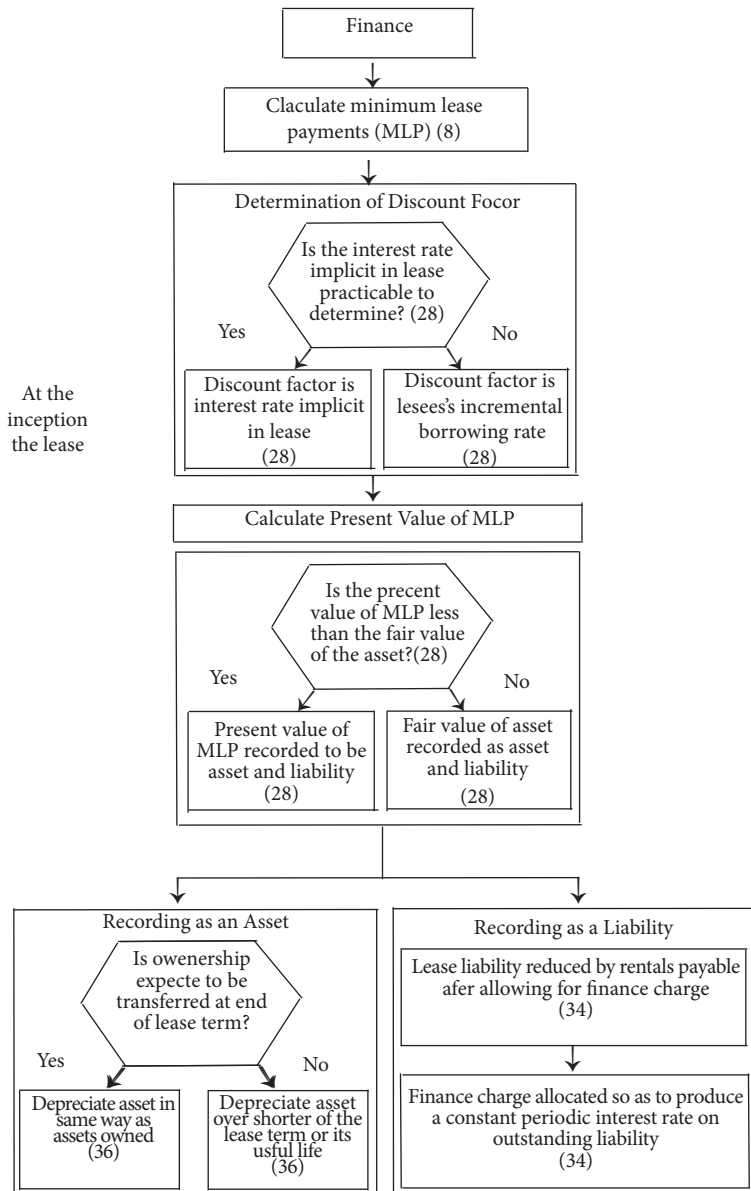 Finance
Claculate minimum lease
payments (MLP) (8)
Determination of Discount Focor
Is the interest rate
implicit in lease
practicable to
determine? (28)
Yes
No
Discount factor is
interest rate implicit
in lease
(28)
Discount factor is
lesees's incremental
borrowing rate
(28)
At the
inception
the lease
Calculate Present Value of MLP
Is the precent
value of MLP less
than the fair value
of the asset?(28)
Yes
No
Present value of
MLP recorded to be
asset and liability
(28)
Fair value of asset
recorded as asset
and liability
(28)
Recording as an Asset
Is owenership
expecte to be
transferred at end
of lease term?
Yes
No
Depreciate asset in
same way as
assets owned
(36)
Depreciate asset
over shorter of the
lease term or its
usful life
(36)
Recording as a Liability
Lease liability reduced by rentals payable
afer allowing for finance charge
(34)
Finance charge allocated so as to produce
a constant periodic interest rate on
outstanding liability
(34)